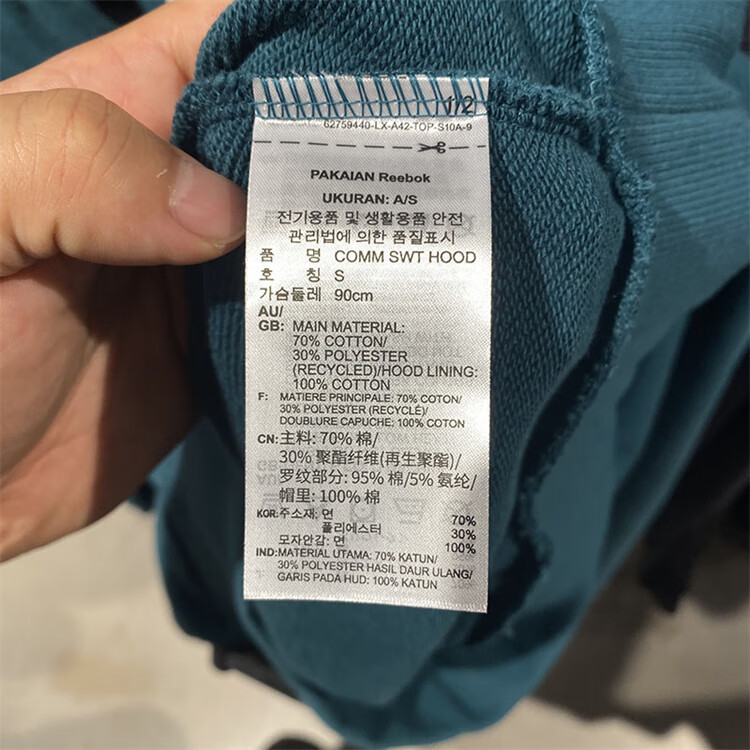 1/2
62759440-LX-A42-TOP-S10A-9
PAKAIAN Reebok
UKURAN: A/S
전기용품 및 생활용품 안전
관리법에 의한 품질표시
품 명 COMM SWT HOOD
호 칭 S
가슴둘레 90cm
AU/
GB: MAIN MATERIAL:
70% COTTON/
30% POLYESTER
(RECYCLED)/HOOD LINING:
100% COTTON
F: MATIERE PRINCIPALE: 70% COTON/
30% POLYESTER (RECYCLÉ)/
DOUBLURE CAPUCHE: 100% COTON
CN: 主料: 70% 棉/
30% 聚酯纤维(再生聚酯)/
罗纹部分: 95% 棉/5% 氨纶/
帽里: 100% 棉
KOR: 주소재: 면 70%
폴리에스터 30%
모자안감: 면 100%
IND: MATERIAL UTAMA: 70% KATUN/
30% POLYESTER HASIL DAUR ULANG/
GARIS PADA HUD: 100% KATUN